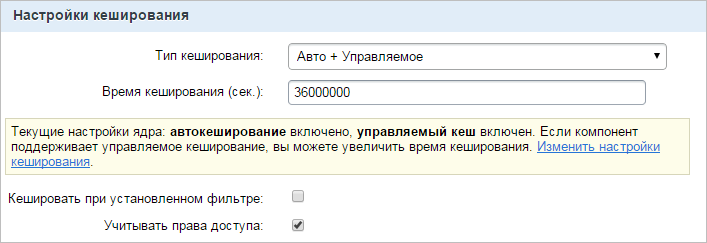 Настройки кеширования
Тип кеширования: Авто + Управляемое
Время кеширования (сек.): 36000000
Текущие настройки ядра: автокеширование включено, управляемый кеш включен. Если компонент
поддерживает управляемое кеширование, вы можете увеличить время кеширования. Изменить настройки
кеширования.
Кешировать при установленном фильтре:
Учитывать права доступа: